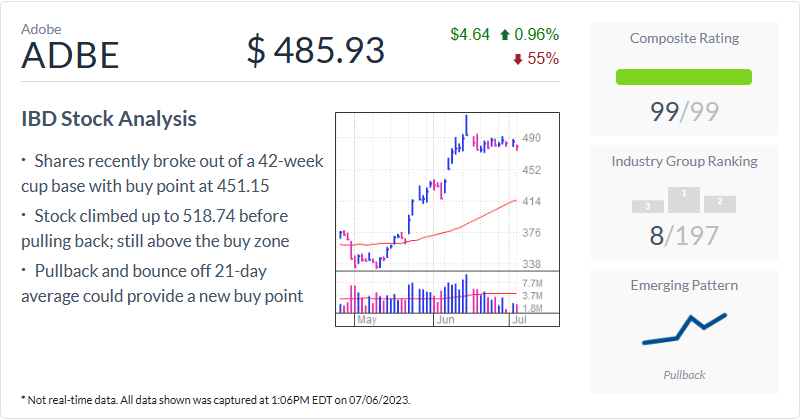 Adobe
ADBE
$ 485.93
$4.64 0.96%
55%
IBD Stock Analysis
· Shares recently broke out of a 42-week
cup base with buy point at 451.15
· Stock climbed up to 518.74 before
pulling back; still above the buy zone
· Pullback and bounce off 21-day
average could provide a new buy point
490
452
414
376
338
7.7M
3.7M
1.8M
May Jun Jul
* Not real-time data. All data shown was captured at 1:06PM EDT on 07/06/2023.
Composite Rating
99/99
Industry Group Ranking
3 1 2
8/197
Emerging Pattern
Pullback